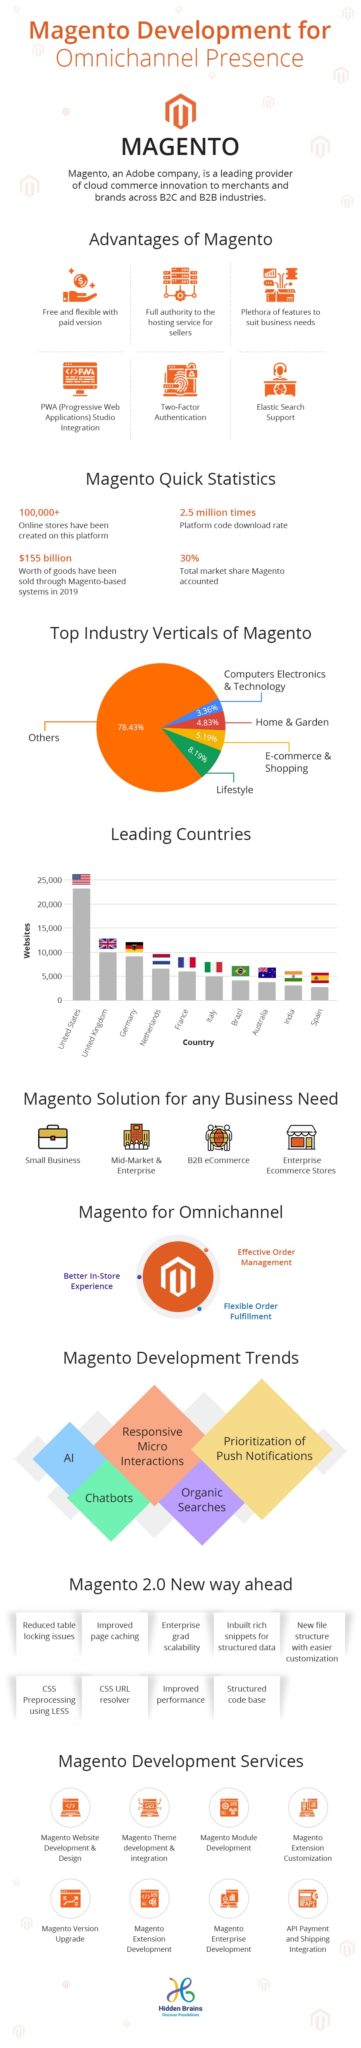 Magento Development for
Omnichannel Presence
MAGENTO
Magento, an Adobe company, is a leading provider
of cloud commerce innovation to merchants and
brands across B2C and B2B industries.
Advantages of Magento
Free and flexible with
paid version
Full authority to the
hosting service for
sellers
Plethora of features to
suit business needs
</PWA
PWA (Progressive Web
Applications) Studio
Integration
Two-Factor
Authentication
Elastic Search
Support
Magento Quick Statistics
100,000+
Online stores have been
created on this platform
2.5 million times
Platform code download rate
$155 billion
Worth of goods have been
sold through Magento-based
systems in 2019
30%
Total market share Magento
accounted
Top Industry Verticals of Magento
Computers Electronics
& Technology
3.36%
4.83%
Home & Garden
78.43%
5.19%
Others
E-commerce &
Shopping
8.19%
Lifestyle
Leading Countries
25,000
20,000
15,000
10,000
5,000
0
Websites
United States
United Kingdom
Germany
Netherlands
France
Italy
Brazil
Australia
India
Spain
Country
Magento Solution for any Business Need
Small Business
Mid-Market &
Enterprise
B2B eCommerce
Enterprise
Ecommerce Stores
Magento for Omnichannel
Effective Order
Management
Better In-Store
Experience
Flexible Order
Fulfillment
Magento Development Trends
AI
Chatbots
Responsive
Micro
Interactions
Organic
Searches
Prioritization of
Push Notifications
Magento 2.0 New way ahead
Reduced table
locking issues
Improved
page caching
Enterprise
grad
scalability
Inbuilt rich
snippets for
structured data
New file
structure
with easier
customization
CSS
Preprocessing
using LESS
CSS URL
resolver
Improved
performance
Structured
code base
Magento Development Services
Magento Website
Development &
Design
Magento Theme
development &
integration
Magento Module
Development
Magento
Extension
Customization
Magento Version
Upgrade
Magento
Extension
Development
Magento
Enterprise
Development
API
API Payment
and Shipping
Integration
Hidden Brains
Discover Possibilities